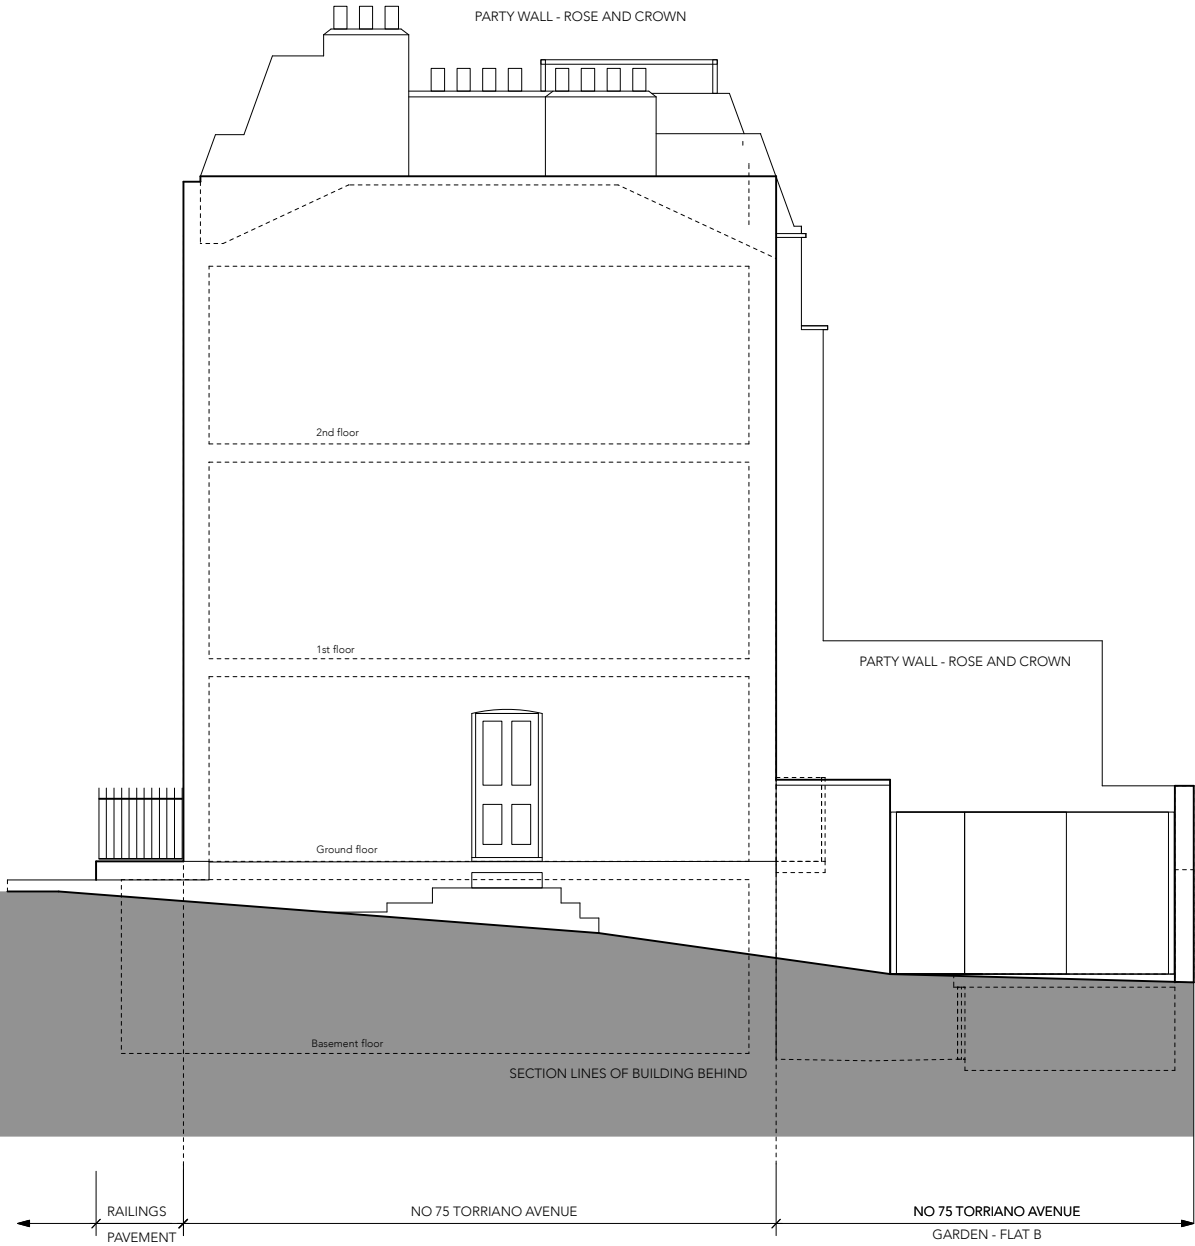 PARTY WALL - ROSE AND CROWN
2nd floor
1st floor
PARTY WALL - ROSE AND CROWN
Ground floor
Basement floor
SECTION LINES OF BUILDING BEHIND
RAILINGS
PAVEMENT
NO 75 TORRIANO AVENUE
NO 75 TORRIANO AVENUE
GARDEN - FLAT B